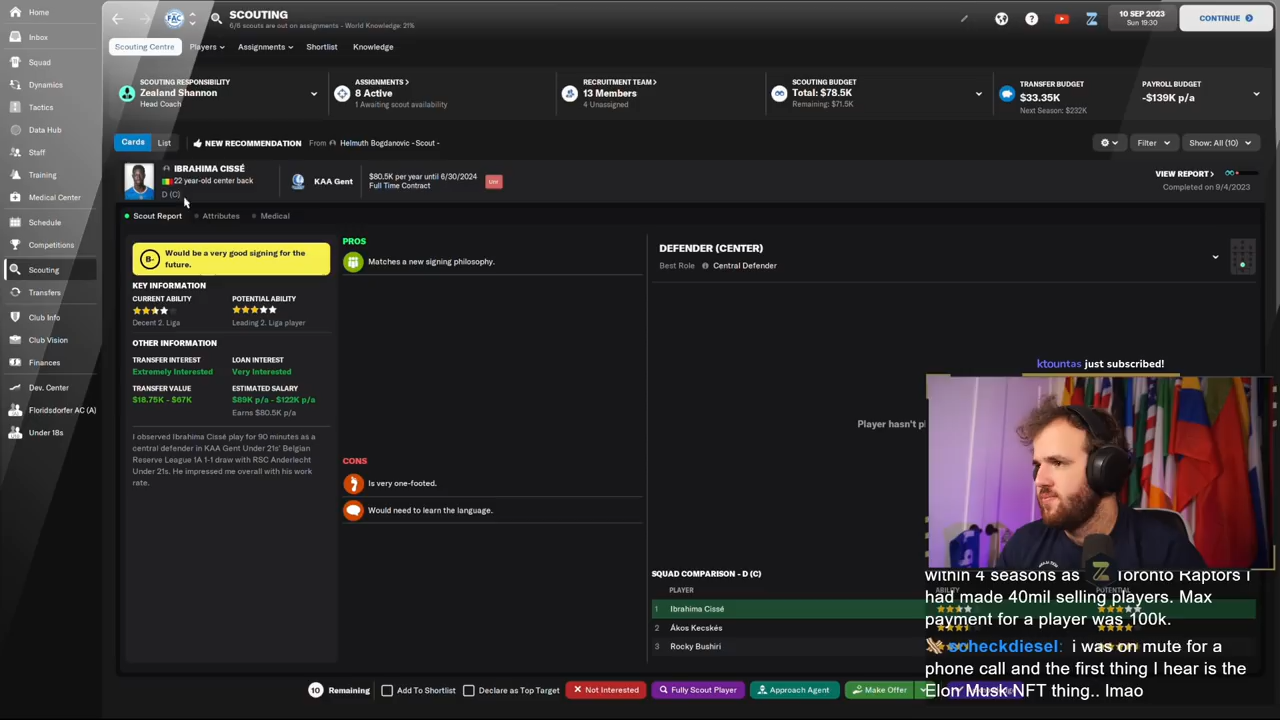 Home
Inbox
Squad
Dynamics
Tactics
Data Hub
Staff
Training
Medical Center
Schedule
Competitions
Scouting
Transfers
Club Info
Club Vision
Finances
Dev. Center
Floridsdorfer AC (A)
Under 18s
FAC
SCOUTING
6/6 scouts are out on assignments - World Knowledge: 21%
10 SEP 2023
Sun 19:30
CONTINUE
Scouting Centre
Players
Assignments
Shortlist
Knowledge
SCOUTING RESPONSIBILITY
Zealand Shannon
Head Coach
ASSIGNMENTS >
8 Active
1 Awaiting scout availability
RECRUITMENT TEAM >
13 Members
4 Unassigned
SCOUTING BUDGET
Total: $78.5K
Remaining: $71.5K
TRANSFER BUDGET
$33.35K
Next Season: $232K
PAYROLL BUDGET
-$139K p/a
Cards
List
NEW RECOMMENDATION
From
Helmuth Bogdanovic - Scout -
Filter
Show: All (10)
IBRAHIMA CISSÉ
22 year-old center back
D (C)
KAA Gent
$80.5K per year until 6/30/2024
Full Time Contract
VIEW REPORT >
Completed on 9/4/2023
Scout Report
Attributes
Medical
B-
Would be a very good signing for the
future.
KEY INFORMATION
CURRENT ABILITY
POTENTIAL ABILITY
Decent 2. Liga
Leading 2. Liga player
OTHER INFORMATION
TRANSFER INTEREST
LOAN INTEREST
Extremely Interested
Very Interested
TRANSFER VALUE
ESTIMATED SALARY
$18.75K - $67K
$89K p/a - $122K p/a
Earns $80.5K p/a
I observed Ibrahima Cissé play for 90 minutes as a
central defender in KAA Gent Under 21s' Belgian
Reserve League 1A 1-1 draw with RSC Anderlecht
Under 21s. He impressed me overall with his work
rate.
PROS
Matches a new signing philosophy.
CONS
Is very one-footed.
Would need to learn the language.
DEFENDER (CENTER)
Best Role
Central Defender
Player hasn't pl
ktountas just subscribed!
SQUAD COMPARISON - D (C)
PLAYER
1 Ibrahima Cissé
2 Ákos Kecskés
3 Rocky Bushiri
within 4 seasons as Toronto Raptors I
had made 40mil selling players. Max
payment for a player was 100k.
scheckdiesel: i was on mute for a
phone call and the first thing I hear is the
Elon Musk NFT thing.. lmao
10 Remaining
Add To Shortlist
Declare as Top Target
Not Interested
Fully Scout Player
Approach Agent
Make Offer